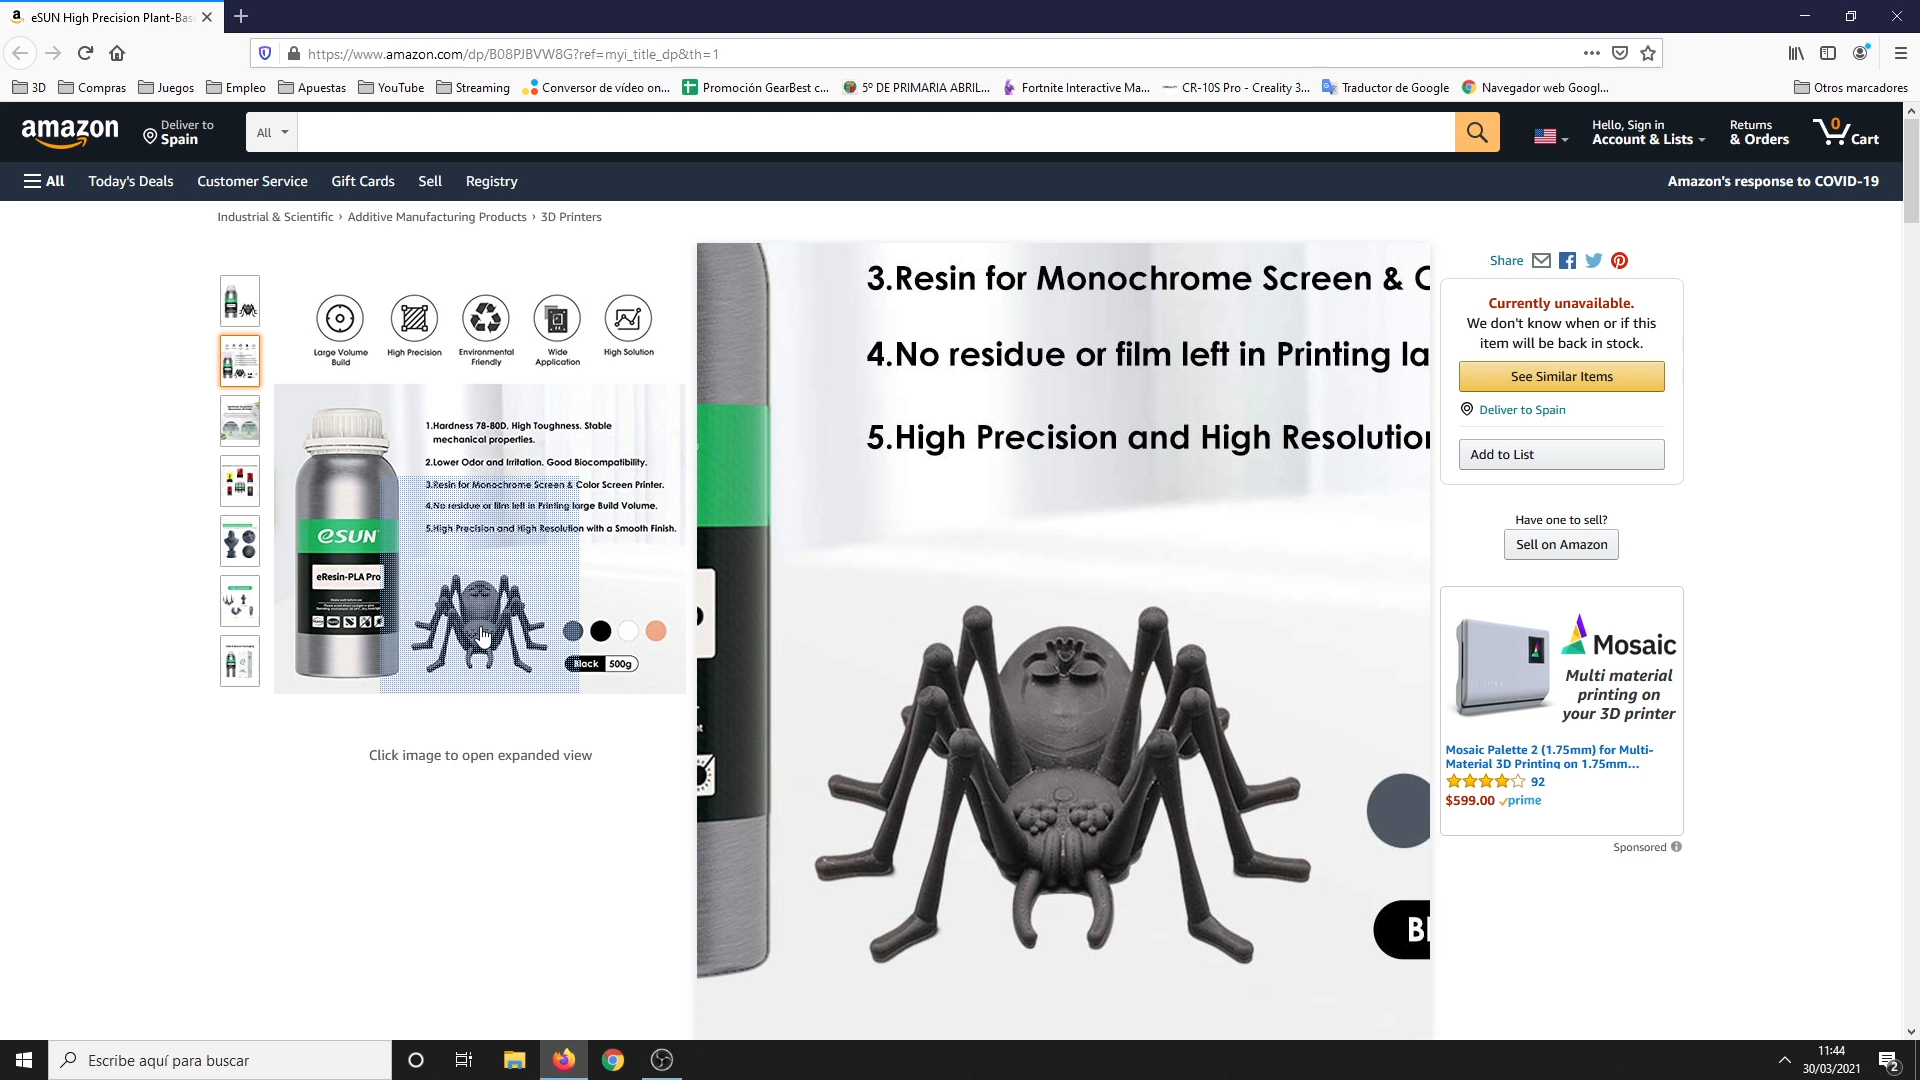 eSUN High Precision Plant-Bas
https://www.amazon.com/dp/B08PJBVW8G?ref=myi_title_dp&th=1
3D
Compras
Juegos
Empleo
Apuestas
YouTube
Streaming
Conversor de vídeo on...
Promoción GearBest c...
5º DE PRIMARIA ABRIL...
Fortnite Interactive Ma...
CR-10S Pro - Creality 3...
Traductor de Google
Navegador web Googl...
Otros marcadores
amazon
Deliver to
Spain
All
Hello, Sign in
Account & Lists
Returns
& Orders
0
Cart
All
Today's Deals
Customer Service
Gift Cards
Sell
Registry
Amazon's response to COVID-19
Industrial & Scientific › Additive Manufacturing Products › 3D Printers
Large Volume
Build
High Precision
Environmental
Friendly
Wide
Application
High Solution
1.Hardness 78-80D. High Toughness. Stable
mechanical properties.
2.Lower Odor and Irritation. Good Biocompatibility.
3.Resin for Monochrome Screen & Color Screen Printer.
4.No residue or film left in Printing large Build Volume.
5.High Precision and High Resolution with a Smooth Finish.
eSUN
eResin-PLA Pro
Black
500g
Click image to open expanded view
3.Resin for Monochrome Screen & C
4.No residue or film left in Printing la
5.High Precision and High Resolution
Bl
Share
Currently unavailable.
We don't know when or if this
item will be back in stock.
See Similar Items
Deliver to Spain
Add to List
Have one to sell?
Sell on Amazon
Mosaic
Multi material
printing on
your 3D printer
Mosaic Palette 2 (1.75mm) for Multi-
Material 3D Printing on 1.75mm...
92
$599.00
prime
Sponsored
Escribe aquí para buscar
11:44
30/03/2021
2